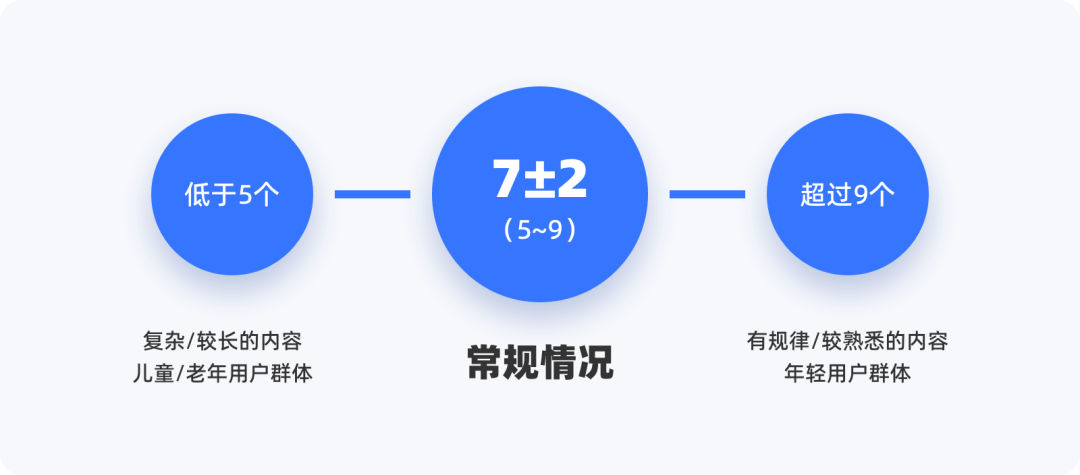 低于5个
7±2
（5~9）
超过9个
复杂/较长的内容
儿童/老年用户群体
常规情况
有规律/较熟悉的内容
年轻用户群体